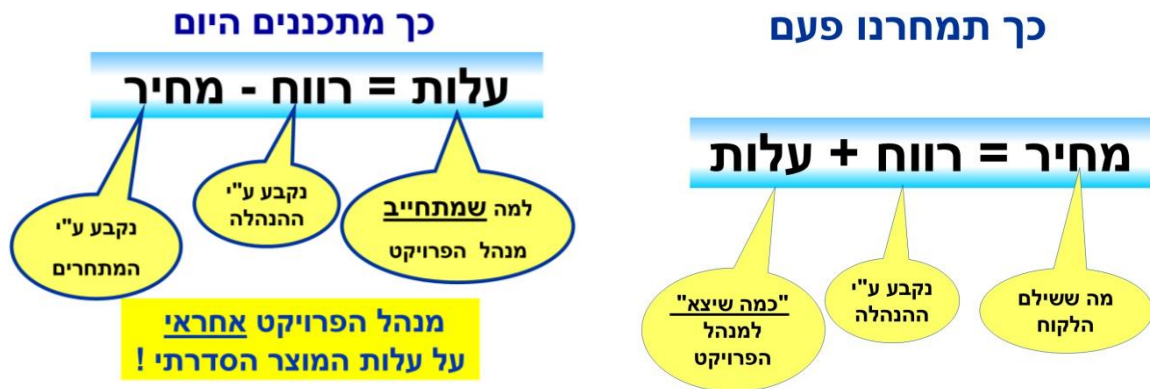 כך תמחרנו פעם
מחיר = רווח + עלות
מה ששילם
הלקוח
נקבע ע"י
ההנהלה
"כמה שיצא"
למנהל
הפרויקט
כך מתכננים היום
עלות = רווח - מחיר
למה שמתחייב
מנהל הפרויקט
נקבע ע"י
ההנהלה
נקבע ע"י
המתחרים
מנהל הפרויקט אחראי
על עלות המוצר הסדרתי !